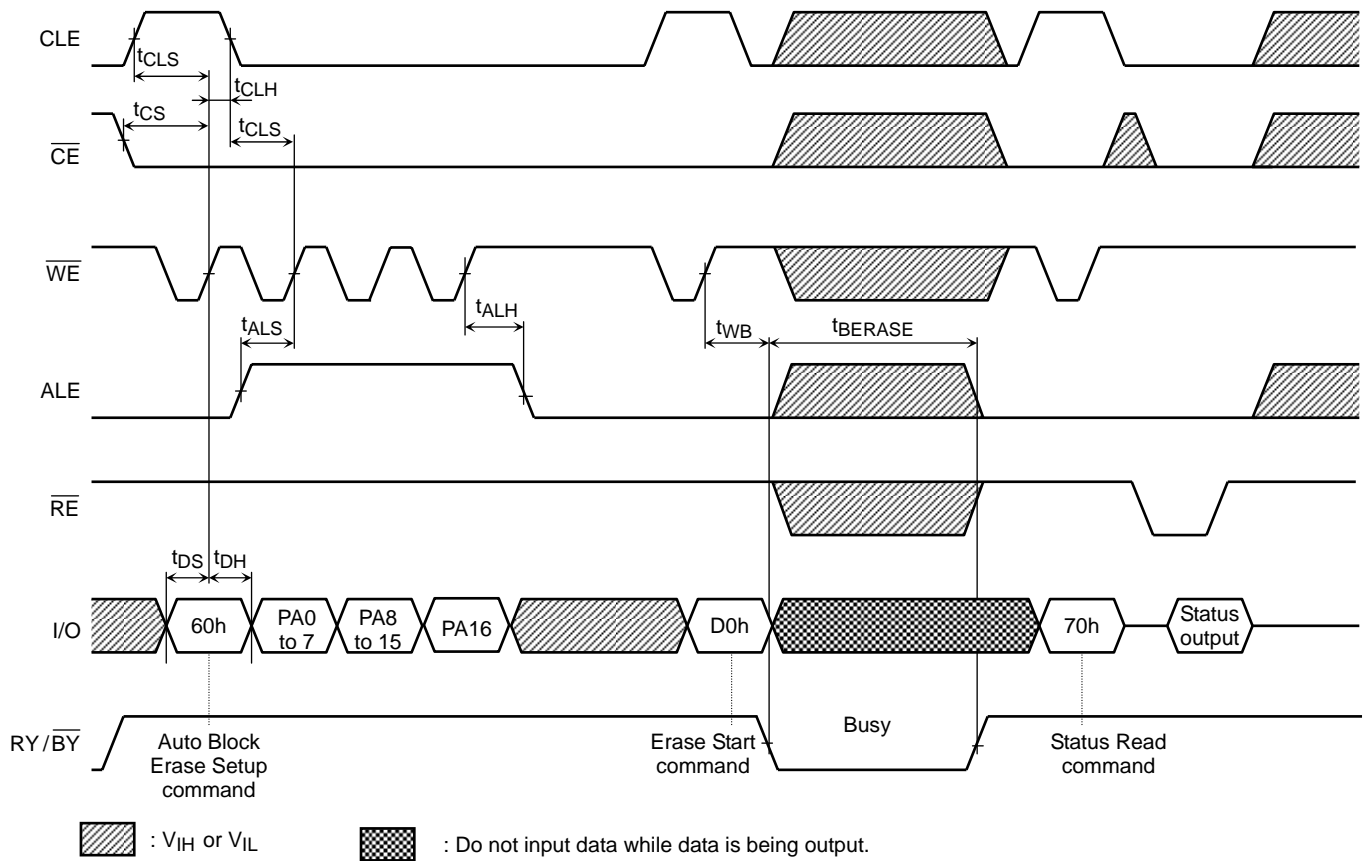 CLE
tCLS
tCLH
tCS
tCLS
CE
WE
tALS
tALH
tWB
tBERASE
ALE
RE
tDS
tDH
I/O
60h
PA0
to 7
PA8
to 15
PA16
D0h
70h
Status
output
RY/BY
Auto Block
Erase Setup
command
Erase Start
command
Busy
Status Read
command
: VIH or VIL
: Do not input data while data is being output.